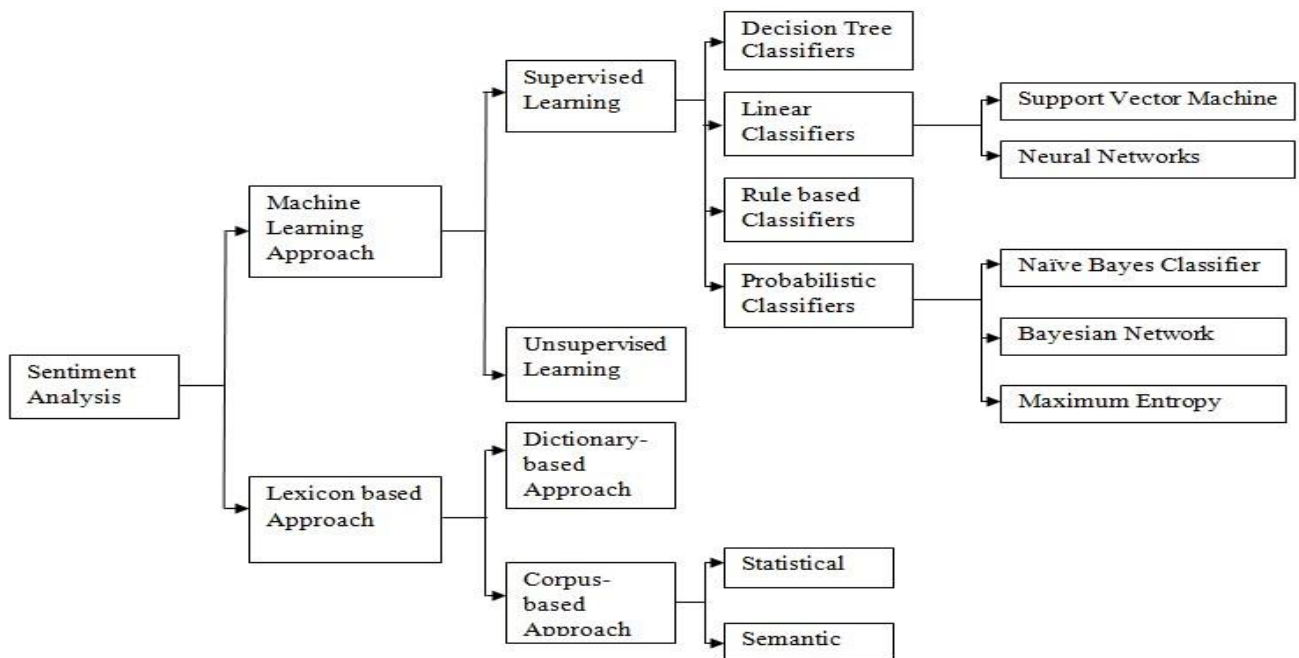 Decision Tree
Classifiers
Supervised
Learning
Linear
Classifiers
Support Vector Machine
Neural Networks
Machine
Learning
Approach
Rule based
Classifiers
Probabilistic
Classifiers
Naïve Bayes Classifier
Bayesian Network
Maximum Entropy
Unsupervised
Learning
Sentiment
Analysis
Dictionary-
based
Approach
Lexicon based
Approach
Corpus-
based
Approach
Statistical
Semantic